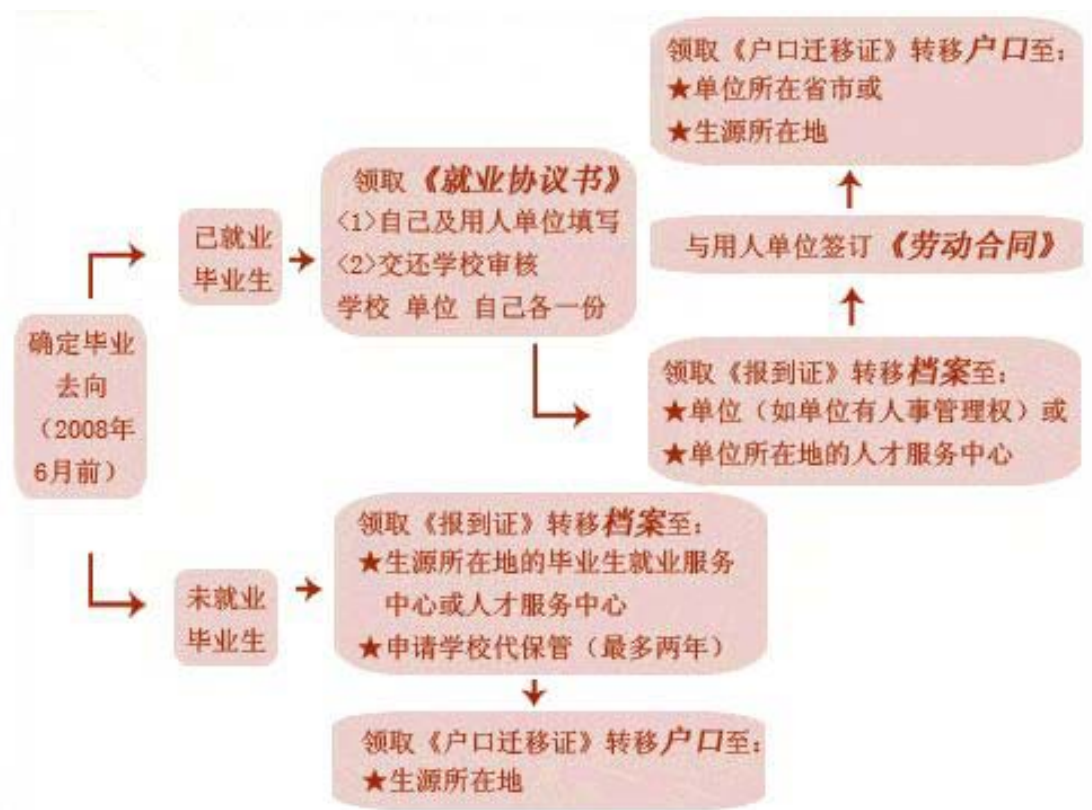 确定毕业
去向
（2008年
6月前）
已就业
毕业生
领取《就业协议书》
<1>自己及用人单位填写
<2>交还学校审核
学校 单位 自己各一份
领取《报到证》转移档案至：
★单位（如单位有人事管理权）或
★单位所在地的人才服务中心
与用人单位签订《劳动合同》
领取《户口迁移证》转移户口至：
★单位所在省市或
★生源所在地
未就业
毕业生
领取《报到证》转移档案至：
★生源所在地的毕业生就业服务
中心或人才服务中心
★申请学校代保管（最多两年）
领取《户口迁移证》转移户口至：
★生源所在地